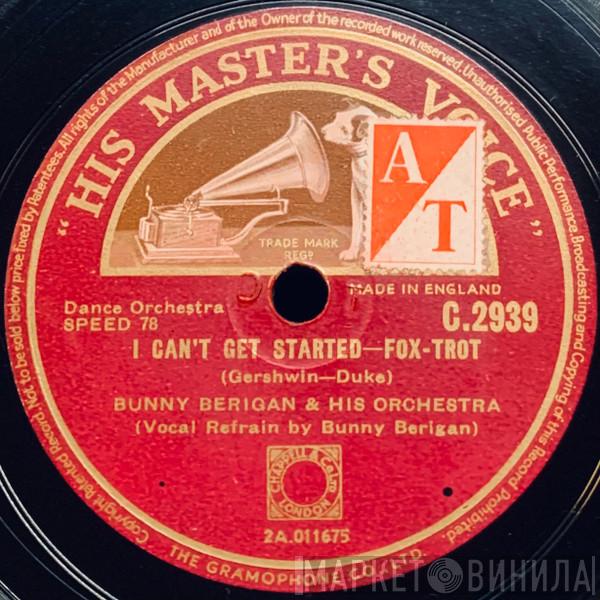 Manufacturer and of the Owner of the recorded work reserved. Unauthorised Public Performance, Broadcasting and Copying of this Record Prohibited.
Copyright Patented Record Not to be sold below price fixed by Patentees. All rights of the
"HIS MASTER'S VOICE"
A
T
TRADE MARK
REGD
MADE IN ENGLAND
Dance Orchestra
SPEED 78
C.2939
I CAN'T GET STARTED—FOX-TROT
(Gershwin—Duke)
BUNNY BERIGAN & HIS ORCHESTRA
(Vocal Refrain by Bunny Berigan)
CHAPPELL & Co Ltd
LONDON
2A.011675
THE GRAMOPHONE CO. LTD.
МАРКЕТ ВИНИЛА